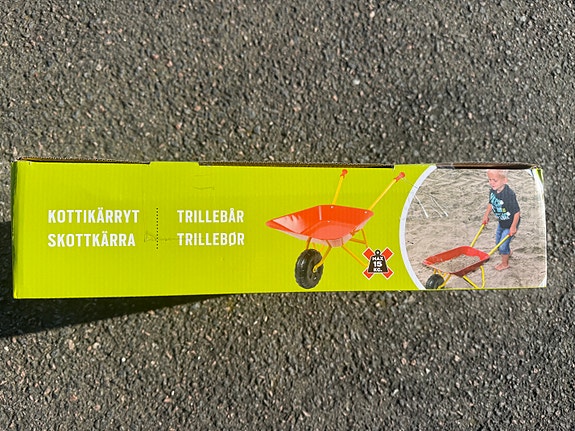 KOTTIKÄRRYT
SKOTTKÄRRA
TRILLEBÅR
TRILLEBØR
MAX
15
KG.